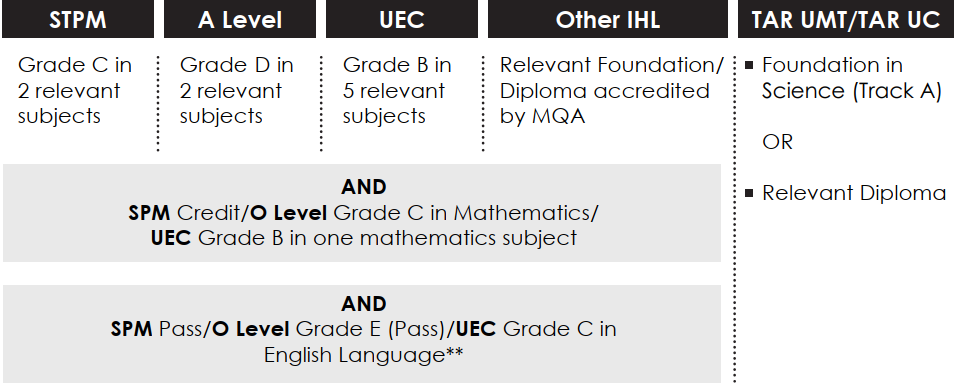 STPM
A Level
UEC
Other IHL
TAR UMT/TAR UC
Grade C in
2 relevant
subjects
Grade D in
2 relevant
subjects
Grade B in
5 relevant
subjects
Relevant Foundation/
Diploma accredited
by MQA
▪ Foundation in
Science (Track A)
OR
▪ Relevant Diploma
AND
SPM Credit/O Level Grade C in Mathematics/
UEC Grade B in one mathematics subject
AND
SPM Pass/O Level Grade E (Pass)/UEC Grade C in
English Language**